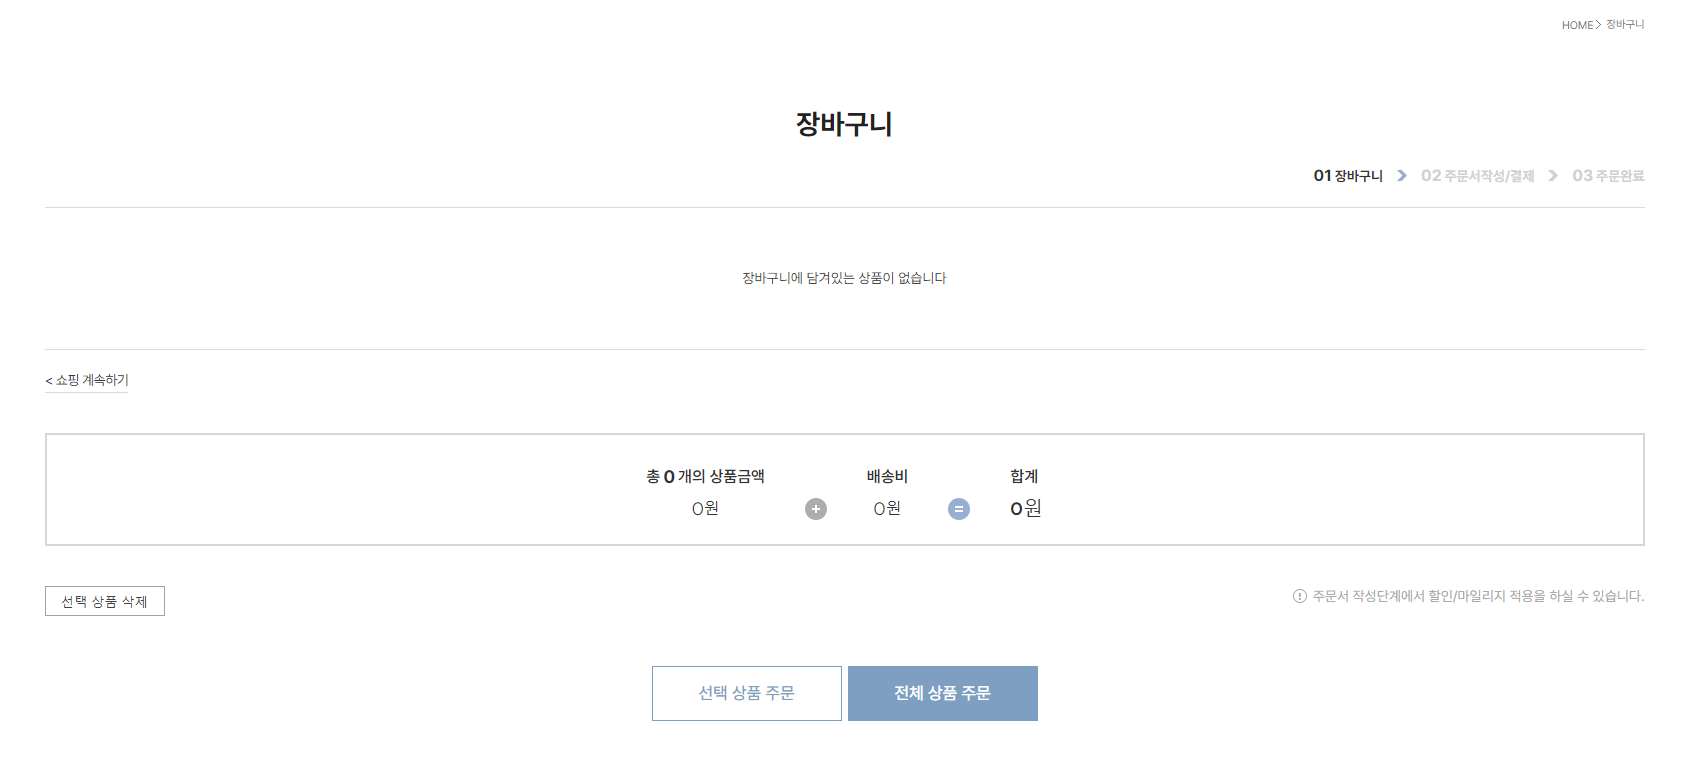 HOME > 장바구니
장바구니
01 장바구니 > 02 주문서작성/결제 > 03 주문완료
장바구니에 담겨있는 상품이 없습니다
< 쇼핑 계속하기
총 0 개의 상품금액 배송비 합계
0원 + 0원 = 0원
선택 상품 삭제
주문서 작성단계에서 할인/마일리지 적용을 하실 수 있습니다.
선택 상품 주문 전체 상품 주문